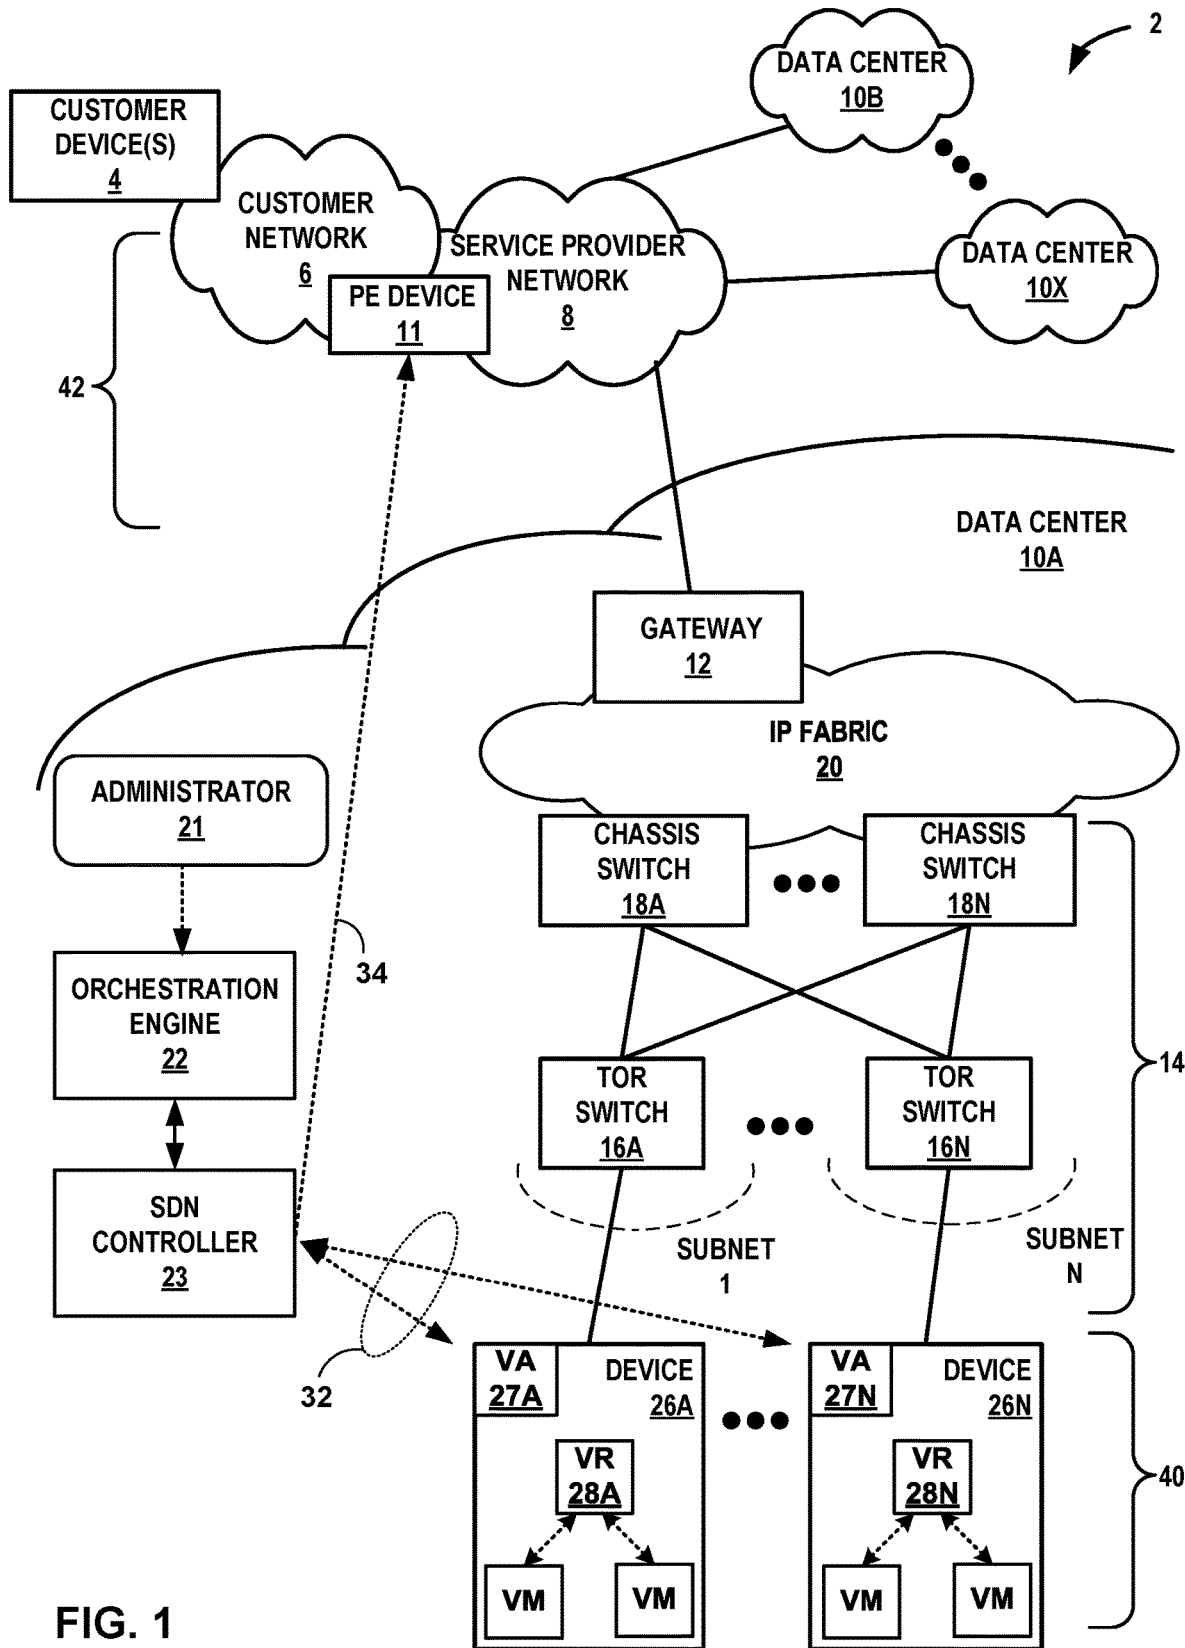 2
DATA CENTER
10B
CUSTOMER
DEVICE(S)
4
CUSTOMER
NETWORK
6
SERVICE PROVIDER
NETWORK
8
DATA CENTER
10X
PE DEVICE
11
42
DATA CENTER
10A
GATEWAY
12
IP FABRIC
20
ADMINISTRATOR
21
CHASSIS
SWITCH
18A
CHASSIS
SWITCH
18N
34
ORCHESTRATION
ENGINE
22
14
TOR
SWITCH
16A
TOR
SWITCH
16N
SDN
CONTROLLER
23
SUBNET
1
SUBNET
N
32
VA
27A
DEVICE
26A
VA
27N
DEVICE
26N
VR
28A
VR
28N
40
VM
VM
VM
VM
FIG. 1